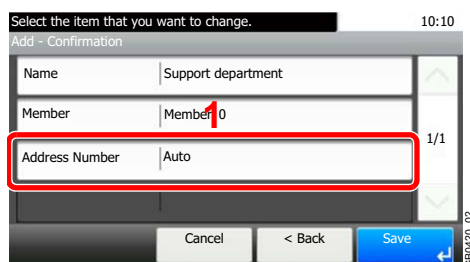 Select the item that you want to change.
10:10
Add - Confirmation
Name
Support department
Member
Member
1
0
Address Number
Auto
1/1
Cancel
< Back
Save